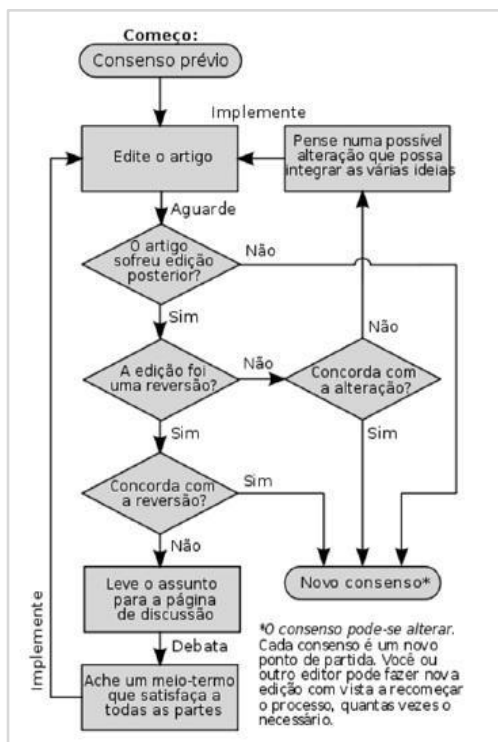 Começo:
Consenso prévio
Implemente
Edite o artigo
Pense numa possível
alteração que possa
integrar as várias ideias
Aguarde
O artigo
sofreu edição
posterior?
Não
Sim
Não
A edição foi
uma reversão?
Não
Concorda com
a alteração?
Sim
Sim
Concorda com
a reversão?
Sim
Não
Leve o assunto
para a página
de discussão
Novo consenso*
Debata
Implemente
Ache um meio-termo
que satisfaça a
todas as partes
*O consenso pode-se alterar.
Cada consenso é um novo
ponto de partida. Você ou
outro editor pode fazer nova
edição com vista a recomeçar
o processo, quantas vezes o
necessário.